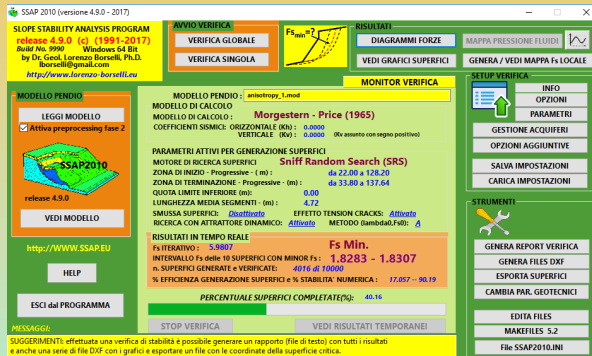 SSAP 2010 (versione 4.9.0 - 2017)
SLOPE STABILITY ANALYSIS PROGRAM
release 4.9.0 (c) (1991-2017)
Build No. 9990 Windows 64 Bit
by Dr. Geol. Lorenzo Borselli, Ph.D.
lborselli@gmail.com
http://www.lorenzo-borselli.eu
AVVIO VERIFICA
VERIFICA GLOBALE
VERIFICA SINGOLA
Fsmin=?
RISULTATI
DIAGRAMMI FORZE
MAPPA PRESSIONE FLUIDI
VEDI GRAFICI SUPERFICI
GENERA / VEDI MAPPA Fs LOCALE
MODELLO PENDIO
LEGGI MODELLO
Attiva preprocessing fase 2
SSAP2010
release 4.9.0
VEDI MODELLO
http://WWW.SSAP.EU
HELP
ESCI dal PROGRAMMA
MESSAGGI:
MONITOR VERIFICA
MODELLO PENDIO : anisotropy_1.mod
MODELLO DI CALCOLO
MODELLO DI CALCOLO : Morgestern - Price (1965)
COEFFICIENTI SISMICI: ORIZZONTALE (Kh) : 0.0000
VERTICALE (Kv) : 0.0000 (Kv assunto con segno positivo)
PARAMETRI ATTIVI PER GENERAZIONE SUPERFICI
MOTORE DI RICERCA SUPERFICI Sniff Random Search (SRS)
ZONA DI INIZIO - Progressive - ( m ) : da 22.00 a 128.20
ZONA DI TERMINAZIONE - Progressive - (m) : da 33.80 a 137.64
QUOTA LIMITE INFERIORE (m): 0.00
LUNGHEZZA MEDIA SEGMENTI - (m) : 4.72
SMUSSA SUPERFICI: Disattivato EFFETTO TENSION CRACKS: Attivato
RICERCA CON ATTRATTORE DINAMICO: Attivato METODO (lambda0,Fs0): A
RISULTATI IN TEMPO REALE
Fs ITERATIVO : 5.9807 Fs Min.
INTERVALLO Fs delle 10 SUPERFICI CON MINOR Fs : 1.8283 - 1.8307
n. SUPERFICI GENERATE e VERIFICATE: 4016 di 10000
% EFFICIENZA GENERAZIONE SUPERFICI e % STABILITA' NUMERICA : 17.057 -- 90.19
PERCENTUALE SUPERFICI COMPLETATE(%): 40.16
STOP VERIFICA
VEDI RISULTATI TEMPORANEI
SETUP VERIFICA
INFO
OPZIONI
PARAMETRI
GESTIONE ACQUIFERI
OPZIONI AGGIUNTIVE
SALVA IMPOSTAZIONI
CARICA IMPOSTAZIONI
STRUMENTI
GENERA REPORT VERIFICA
GENERA FILES DXF
ESPORTA SUPERFICI
CAMBIA PAR. GEOTECNICI
EDITA FILES
MAKEFILES 5.2
File SSAP2010.INI
SUGGERIMENTI: effettuata una verifica di stabilità è possibile generare un rapporto (file di testo) con tutti i risultati
e anche una serie di file DXF con i grafici e esportare un file con le coordinate della superficie critica.